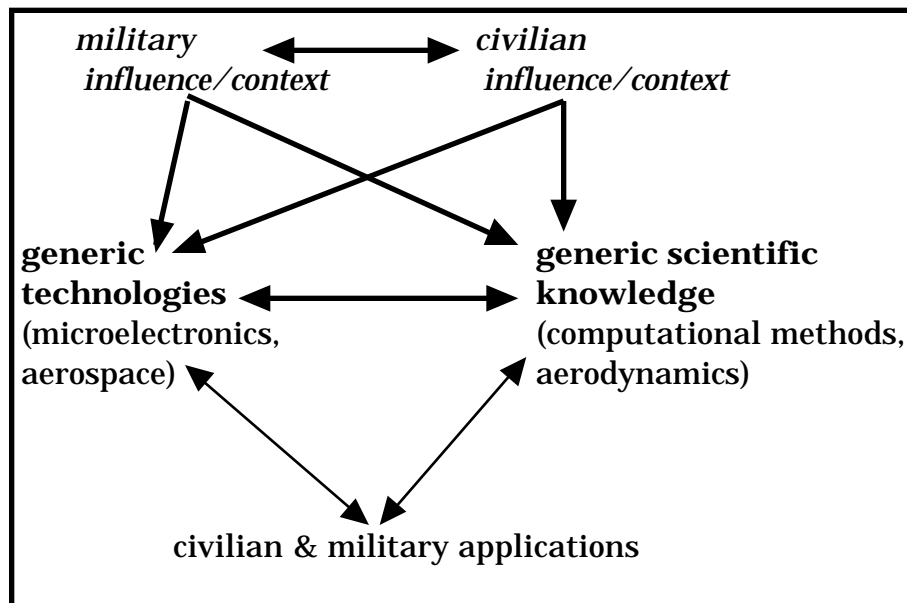 military
influence/context
civilian
influence/context
generic
technologies
(microelectronics,
aerospace)
generic scientific
knowledge
(computational methods,
aerodynamics)
civilian & military applications